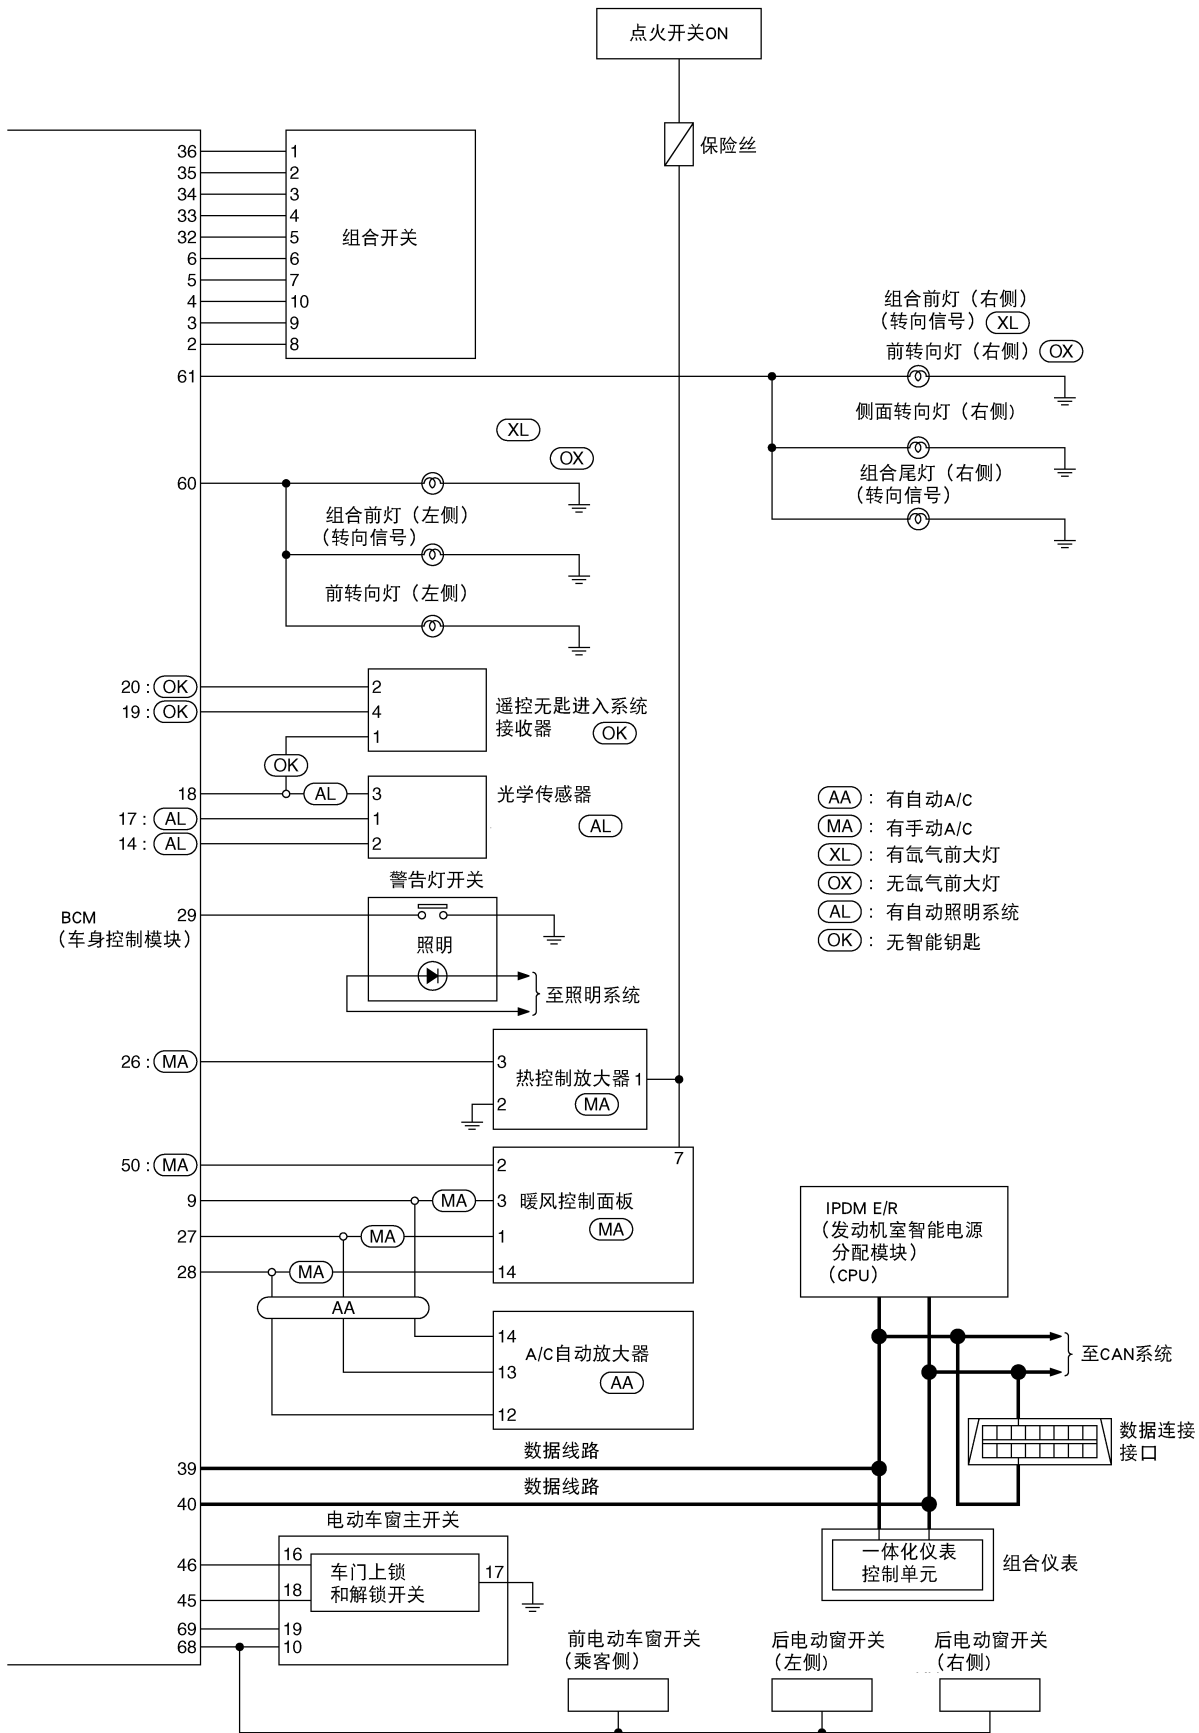 点火开关ON
保险丝
36 1
35 2
34 3
33 4
32 5
组合开关
6 6
5 7
4 10
3 9
2 8
61
组合前灯（右侧）
（转向信号） XL
前转向灯（右侧） OX
侧面转向灯（右侧）
组合尾灯（右侧）
（转向信号）
XL
OX
60
组合前灯（左侧）
（转向信号）
前转向灯（左侧）
20 : OK 2
19 : OK 4
1
遥控无匙进入系统
接收器 OK
OK
18 AL 3
17 : AL 1
14 : AL 2
光学传感器
AL
AA : 有自动A/C
MA : 有手动A/C
XL : 有氙气前大灯
OX : 无氙气前大灯
AL : 有自动照明系统
OK : 无智能钥匙
警告灯开关
29
BCM
（车身控制模块）
照明
至照明系统
26 : MA 3
热控制放大器 1
2 MA
7
50 : MA 2
9 MA 3
暖风控制面板
MA
27 MA 1
28 MA 14
AA
14
A/C自动放大器
13 AA
12
IPDM E/R
（发动机室智能电源
分配模块）
（CPU）
至CAN系统
数据连接
接口
数据线路
39
数据线路
40
一体化仪表
控制单元
组合仪表
电动车窗主开关
46 16
车门上锁
和解锁开关
17
45 18
69 19
68 10
前电动车窗开关
（乘客侧）
后电动窗开关
（左侧）
后电动窗开关
（右侧）